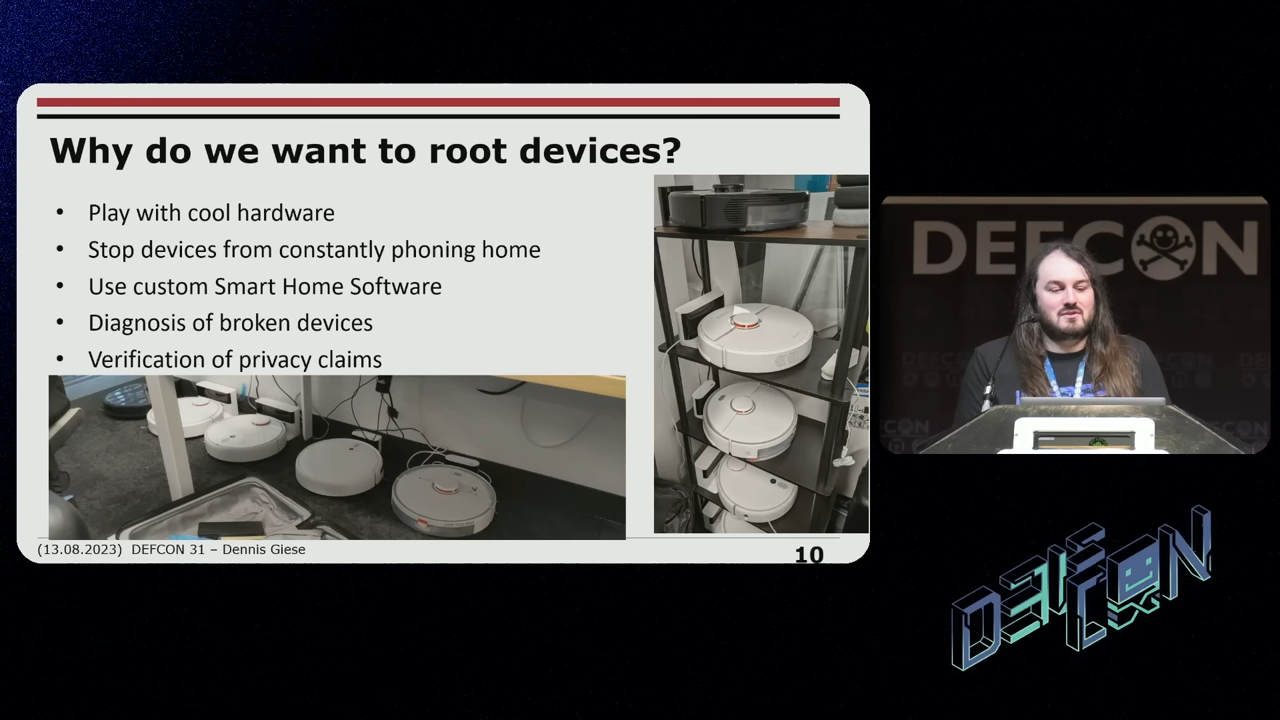 Why do we want to root devices?
• Play with cool hardware
• Stop devices from constantly phoning home
• Use custom Smart Home Software
• Diagnosis of broken devices
• Verification of privacy claims
(13.08.2023) DEFCON 31 – Dennis Giese
10
DEFCON
DEFCON